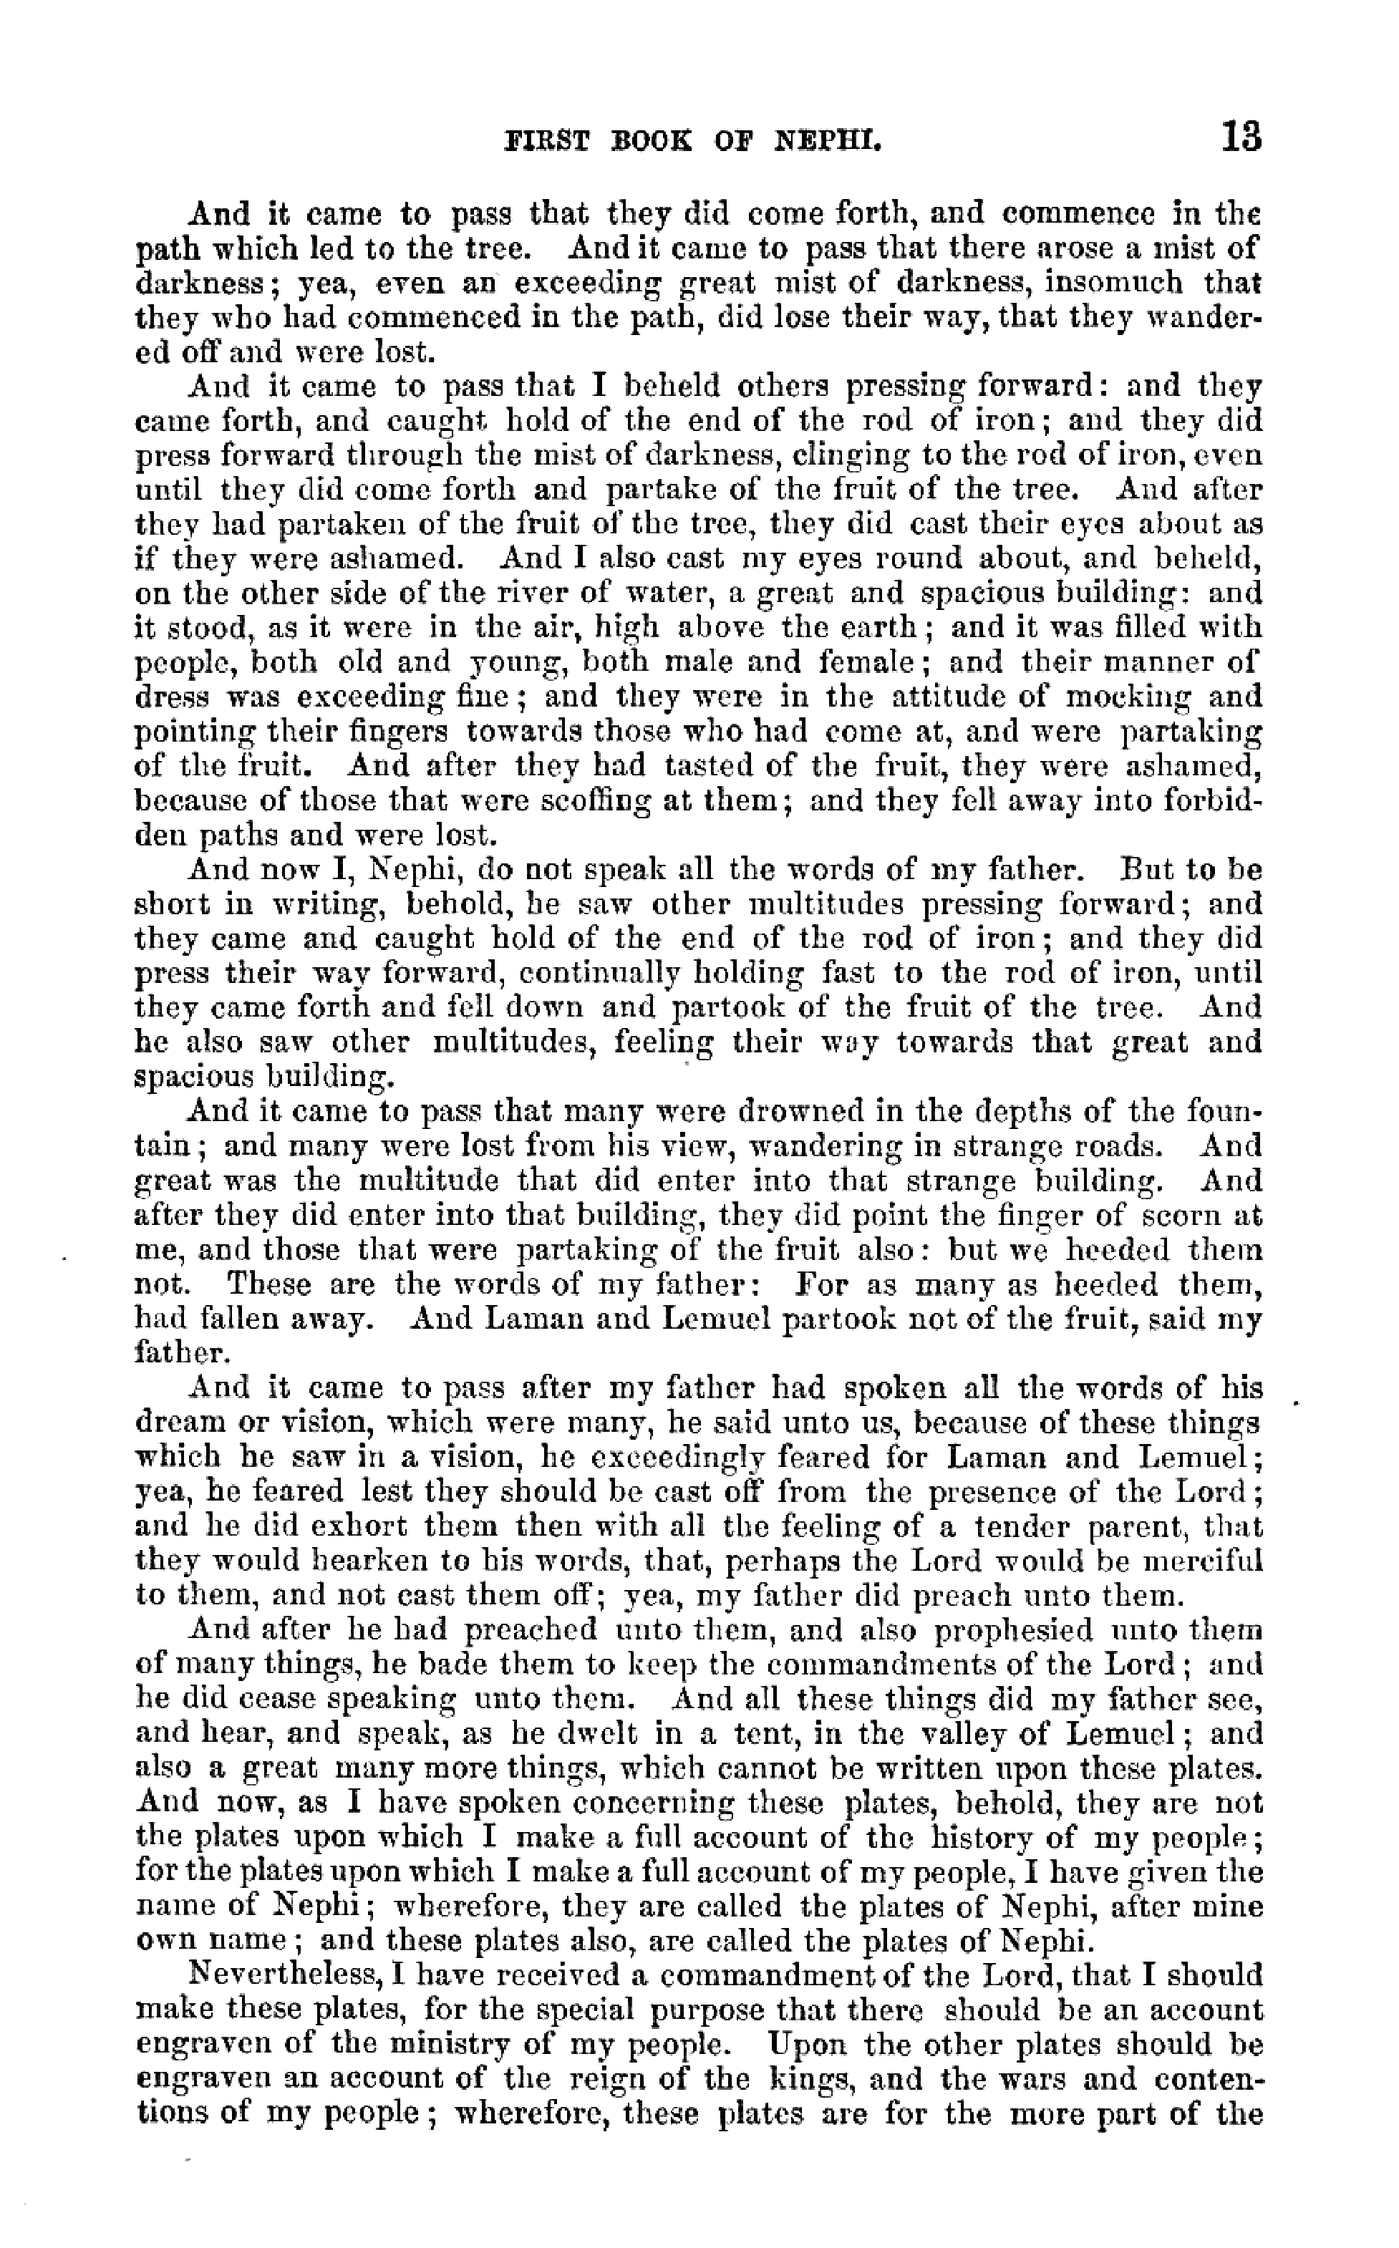 FIRST BOOK OF NEPHI. 13
And it came to pass that they did come forth, and commence in the
path which led to the tree. And it came to pass that there arose a mist of
darkness; yea, even an exceeding great mist of darkness, insomuch that
they who had commenced in the path, did lose their way, that they wander-
ed off and were lost.
And it came to pass that I beheld others pressing forward: and they
came forth, and caught hold of the end of the rod of iron; and they did
press forward through the mist of darkness, clinging to the rod of iron, even
until they did come forth and partake of the fruit of the tree. And after
they had partaken of the fruit of the tree, they did cast their eyes about as
if they were ashamed. And I also cast my eyes round about, and beheld,
on the other side of the river of water, a great and spacious building: and
it stood, as it were in the air, high above the earth; and it was filled with
people, both old and young, both male and female; and their manner of
dress was exceeding fine; and they were in the attitude of mocking and
pointing their fingers towards those who had come at, and were partaking
of the fruit. And after they had tasted of the fruit, they were ashamed,
because of those that were scoffing at them; and they fell away into forbid-
den paths and were lost.
And now I, Nephi, do not speak all the words of my father. But to be
short in writing, behold, he saw other multitudes pressing forward; and
they came and caught hold of the end of the rod of iron; and they did
press their way forward, continually holding fast to the rod of iron, until
they came forth and fell down and partook of the fruit of the tree. And
he also saw other multitudes, feeling their way towards that great and
spacious building.
And it came to pass that many were drowned in the depths of the foun-
tain; and many were lost from his view, wandering in strange roads. And
great was the multitude that did enter into that strange building. And
after they did enter into that building, they did point the finger of scorn at
me, and those that were partaking of the fruit also: but we heeded them
not. These are the words of my father: For as many as heeded them,
had fallen away. And Laman and Lemuel partook not of the fruit, said my
father.
And it came to pass after my father had spoken all the words of his
dream or vision, which were many, he said unto us, because of these things
which he saw in a vision, he exceedingly feared for Laman and Lemuel;
yea, he feared lest they should be cast off from the presence of the Lord;
and he did exhort them then with all the feeling of a tender parent, that
they would hearken to his words, that, perhaps the Lord would be merciful
to them, and not cast them off; yea, my father did preach unto them.
And after he had preached unto them, and also prophesied unto them
of many things, he bade them to keep the commandments of the Lord; and
he did cease speaking unto them. And all these things did my father see,
and hear, and speak, as he dwelt in a tent, in the valley of Lemuel; and
also a great many more things, which cannot be written upon these plates.
And now, as I have spoken concerning these plates, behold, they are not
the plates upon which I make a full account of the history of my people;
for the plates upon which I make a full account of my people, I have given the
name of Nephi; wherefore, they are called the plates of Nephi, after mine
own name; and these plates also, are called the plates of Nephi.
Nevertheless, I have received a commandment of the Lord, that I should
make these plates, for the special purpose that there should be an account
engraven of the ministry of my people. Upon the other plates should be
engraven an account of the reign of the kings, and the wars and conten-
tions of my people; wherefore, these plates are for the more part of the